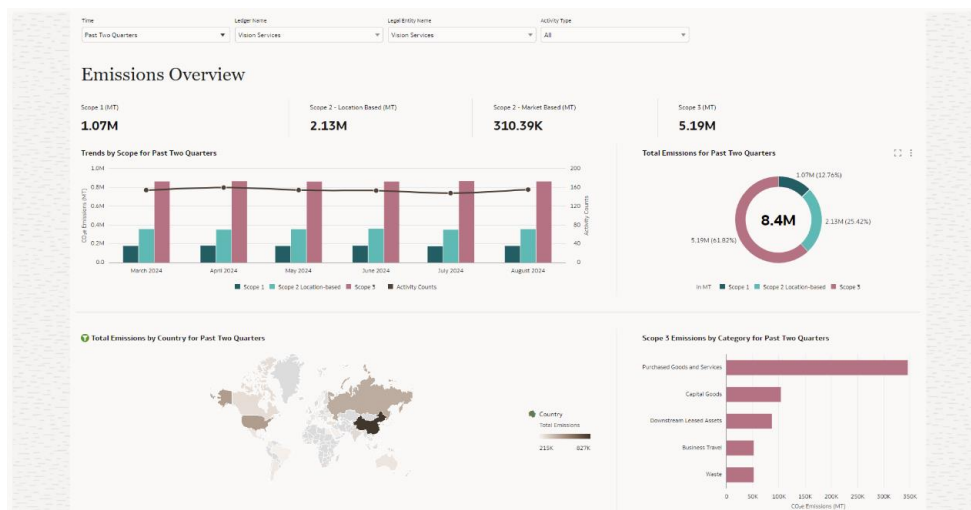 Time Ledger Name Legal Entity Name Activity Type
Past Two Quarters Vision Services Vision Services All
Emissions Overview
Scope 1 (MT) Scope 2 - Location Based (MT) Scope 2 - Market Based (MT) Scope 3 (MT)
1.07M 2.13M 310.39K 5.19M
Trends by Scope for Past Two Quarters
1.0M 200
0.8M 160
0.6M 120
0.4M 80
0.2M 40
0.0 0
CO₂e Emissions (MT)
Activity Counts
March 2024 April 2024 May 2024 June 2024 July 2024 August 2024
Scope 1 Scope 2 Location-based Scope 3 Activity Counts
Total Emissions for Past Two Quarters
1.07M (12.76%)
8.4M
2.13M (25.42%)
5.19M (61.82%)
In MT Scope 1 Scope 2 Location-based Scope 3
Total Emissions by Country for Past Two Quarters
Country
Total Emissions
215K 827K
Scope 3 Emissions by Category for Past Two Quarters
Purchased Goods and Services
Capital Goods
Downstream Leased Assets
Business Travel
Waste
0 50K 100K 150K 200K 250K 300K 350K
CO₂e Emissions (MT)